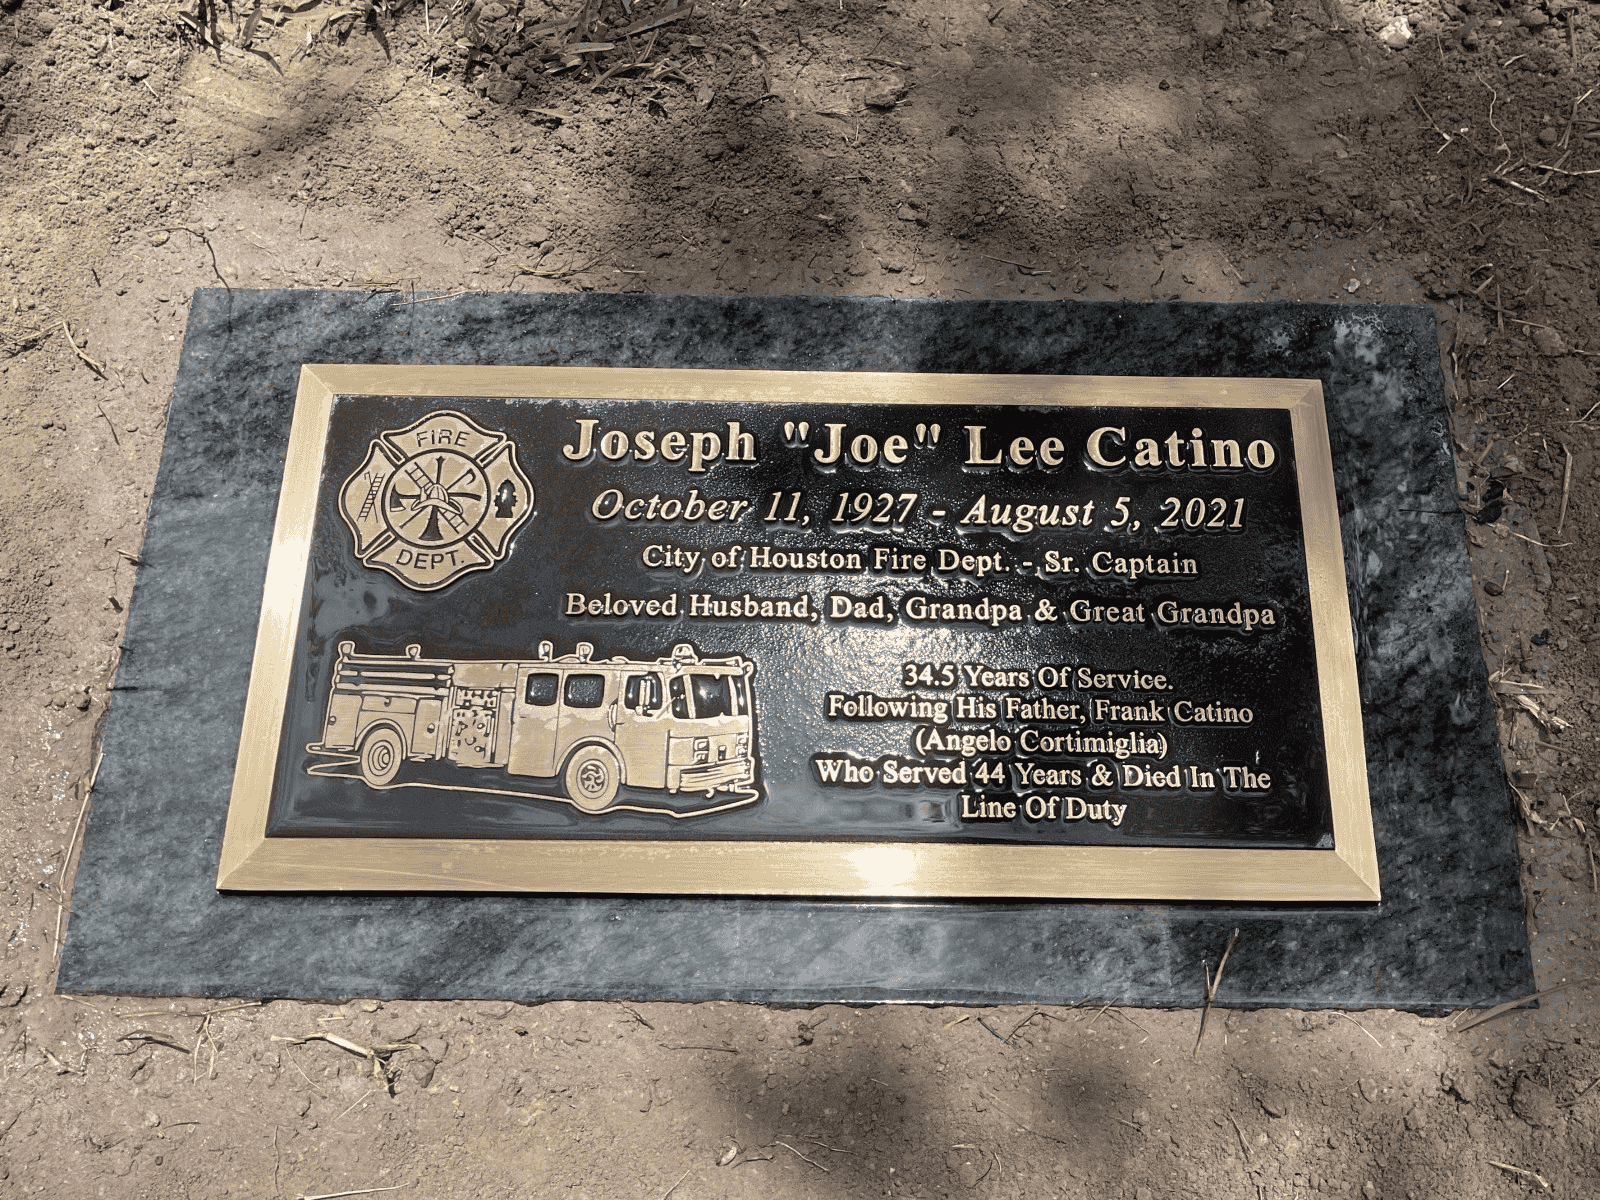 FIRE
DEPT.
Joseph "Joe" Lee Catino
October 11, 1927 - August 5, 2021
City of Houston Fire Dept. - Sr. Captain
Beloved Husband, Dad, Grandpa & Great Grandpa
34.5 Years Of Service.
Following His Father, Frank Catino
(Angelo Cortimiglia)
Who Served 44 Years & Died In The
Line Of Duty